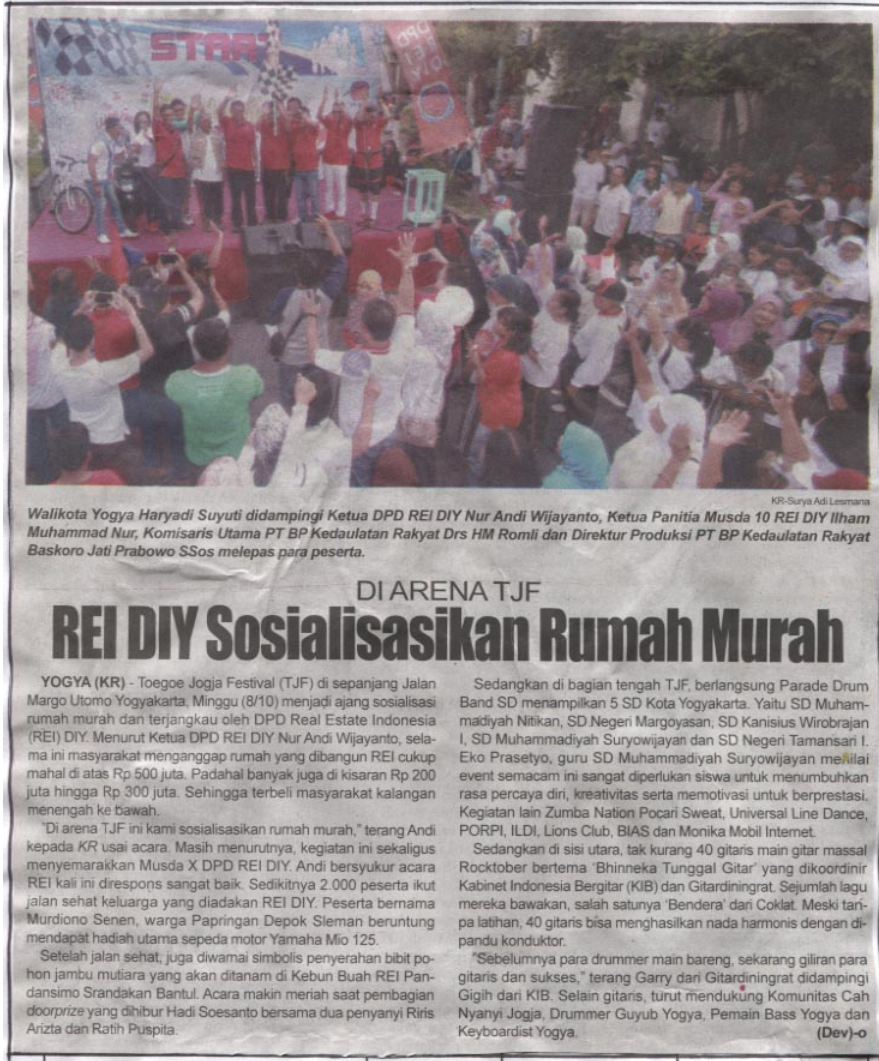 START
DPD
REI
DIY
KR-Surya Adi Lesmana
Walikota Yogya Haryadi Suyuti didampingi Ketua DPD REI DIY Nur Andi Wijayanto, Ketua Panitia Musda 10 REI DIY Ilham
Muhammad Nur, Komisaris Utama PT BP Kedaulatan Rakyat Drs HM Romli dan Direktur Produksi PT BP Kedaulatan Rakyat
Baskoro Jati Prabowo SSos melepas para peserta.
DI ARENA TJF
REI DIY Sosialisasikan Rumah Murah
YOGYA (KR) - Toegoe Jogja Festival (TJF) di sepanjang Jalan
Margo Utomo Yogyakarta, Minggu (8/10) menjadi ajang sosialisasi
rumah murah dan terjangkau oleh DPD Real Estate Indonesia
(REI) DIY. Menurut Ketua DPD REI DIY Nur Andi Wijayanto, sela-
ma ini masyarakat menganggap rumah yang dibangun REI cukup
mahal di atas Rp 500 juta. Padahal banyak juga di kisaran Rp 200
juta hingga Rp 300 juta. Sehingga terbeli masyarakat kalangan
menengah ke bawah.
"Di arena TJF ini kami sosialisasikan rumah murah," terang Andi
kepada KR usai acara. Masih menurutnya, kegiatan ini sekaligus
menyemarakkan Musda X DPD REI DIY. Andi bersyukur acara
REI kali ini direspons sangat baik. Sedikitnya 2.000 peserta ikut
jalan sehat keluarga yang diadakan REI DIY. Peserta bernama
Murdiono Senen, warga Papringan Depok Sleman beruntung
mendapat hadiah utama sepeda motor Yamaha Mio 125.
Setelah jalan sehat, juga diwarnai simbolis penyerahan bibit po-
hon jambu mutiara yang akan ditanam di Kebun Buah REI Pan-
dansimo Srandakan Bantul. Acara makin meriah saat pembagian
doorprize yang dihibur Hadi Soesanto bersama dua penyanyi Riris
Arizta dan Ratih Puspita.
Sedangkan di bagian tengah TJF, berlangsung Parade Drum
Band SD menampilkan 5 SD Kota Yogyakarta. Yaitu SD Muham-
madiyah Nitikan, SD Negeri Margoyasan, SD Kanisius Wirobrajan
I, SD Muhammadiyah Suryowijayan dan SD Negeri Tamansari I.
Eko Prasetyo, guru SD Muhammadiyah Suryowijayan menilai
event semacam ini sangat diperlukan siswa untuk menumbuhkan
rasa percaya diri, kreativitas serta memotivasi untuk berprestasi.
Kegiatan lain Zumba Nation Pocari Sweat, Universal Line Dance,
PORPI, ILDI, Lions Club, BIAS dan Monika Mobil Internet.
Sedangkan di sisi utara, tak kurang 40 gitaris main gitar massal
Rocktober bertema 'Bhinneka Tunggal Gitar' yang dikoordinir
Kabinet Indonesia Bergitar (KIB) dan Gitardiningrat. Sejumlah lagu
mereka bawakan, salah satunya 'Bendera' dari Coklat. Meski tan-
pa latihan, 40 gitaris bisa menghasilkan nada harmonis dengan di-
pandu konduktor.
"Sebelumnya para drummer main bareng, sekarang giliran para
gitaris dan sukses," terang Garry dari Gitardiningrat didampingi
Gigih dari KIB. Selain gitaris, turut mendukung Komunitas Cah
Nyanyi Jogja, Drummer Guyub Yogya, Pemain Bass Yogya dan
Keyboardist Yogya. (Dev)-o